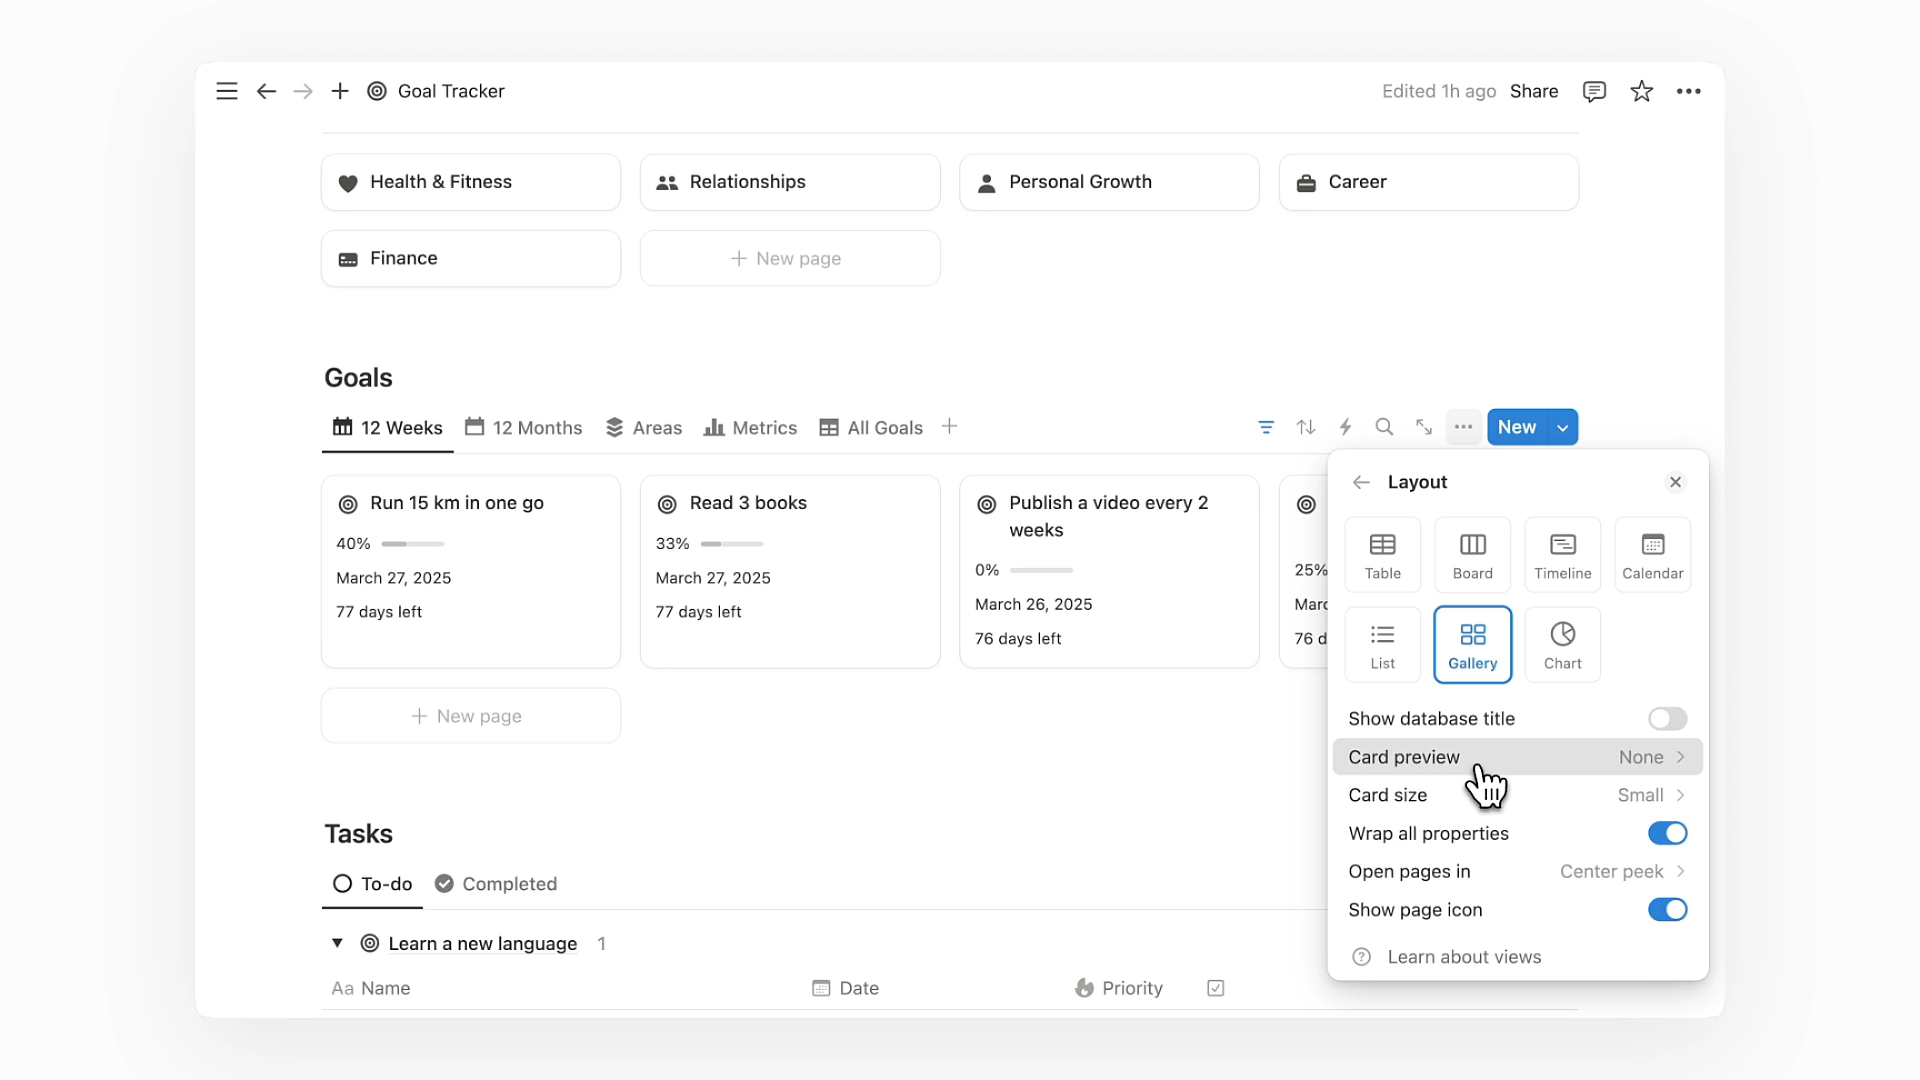 Goal Tracker
Edited 1h ago Share
Health & Fitness
Relationships
Personal Growth
Career
Finance
+ New page
Goals
12 Weeks
12 Months
Areas
Metrics
All Goals
New
Run 15 km in one go
40%
March 27, 2025
77 days left
Read 3 books
33%
March 27, 2025
77 days left
Publish a video every 2
weeks
0%
March 26, 2025
76 days left
25%
Marc
76 d
+ New page
Layout
Table
Board
Timeline
Calendar
List
Gallery
Chart
Show database title
Card preview None
Card size Small
Wrap all properties
Open pages in Center peek
Show page icon
? Learn about views
Tasks
To-do
Completed
Learn a new language 1
Aa Name
Date
Priority